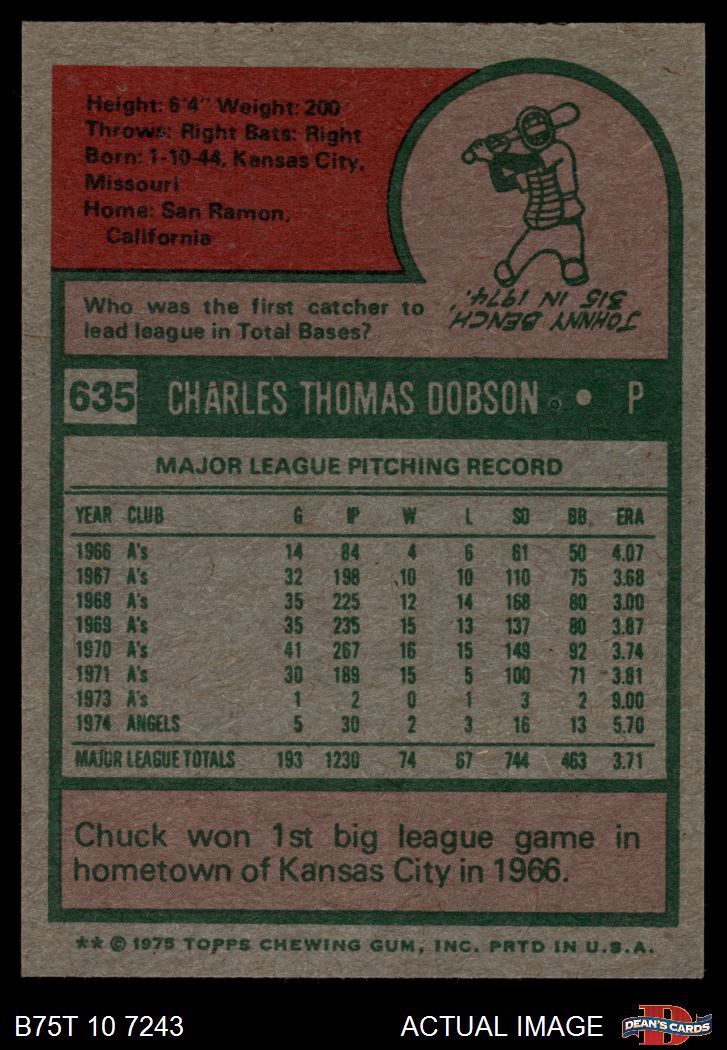 Height: 6'4" Weight: 200
Throws: Right Bats: Right
Born: 1-10-44, Kansas City,
Missouri
Home: San Ramon,
California
Who was the first catcher to
lead league in Total Bases?
JOHNNY BENCH,
315 IN 1974.
635 CHARLES THOMAS DOBSON • P
MAJOR LEAGUE PITCHING RECORD
YEAR CLUB G IP W L SO BB ERA
1966 A's 14 84 4 6 61 50 4.07
1967 A's 32 198 10 10 110 75 3.68
1968 A's 35 225 12 14 168 80 3.00
1969 A's 35 235 15 13 137 80 3.87
1970 A's 41 267 16 15 149 92 3.74
1971 A's 30 189 15 5 100 71 3.81
1973 A's 1 2 0 1 3 2 9.00
1974 ANGELS 5 30 2 3 16 13 5.70
MAJOR LEAGUE TOTALS 193 1230 74 67 744 463 3.71
Chuck won 1st big league game in
hometown of Kansas City in 1966.
** © 1975 TOPPS CHEWING GUM, INC. PRTD IN U.S.A.
B75T 10 7243 ACTUAL IMAGE D DEAN'S CARDS